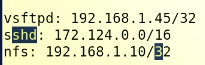 vsftpd: 192.168.1.45/32
sshd: 172.124.0.0/16
nfs: 192.168.1.10/32